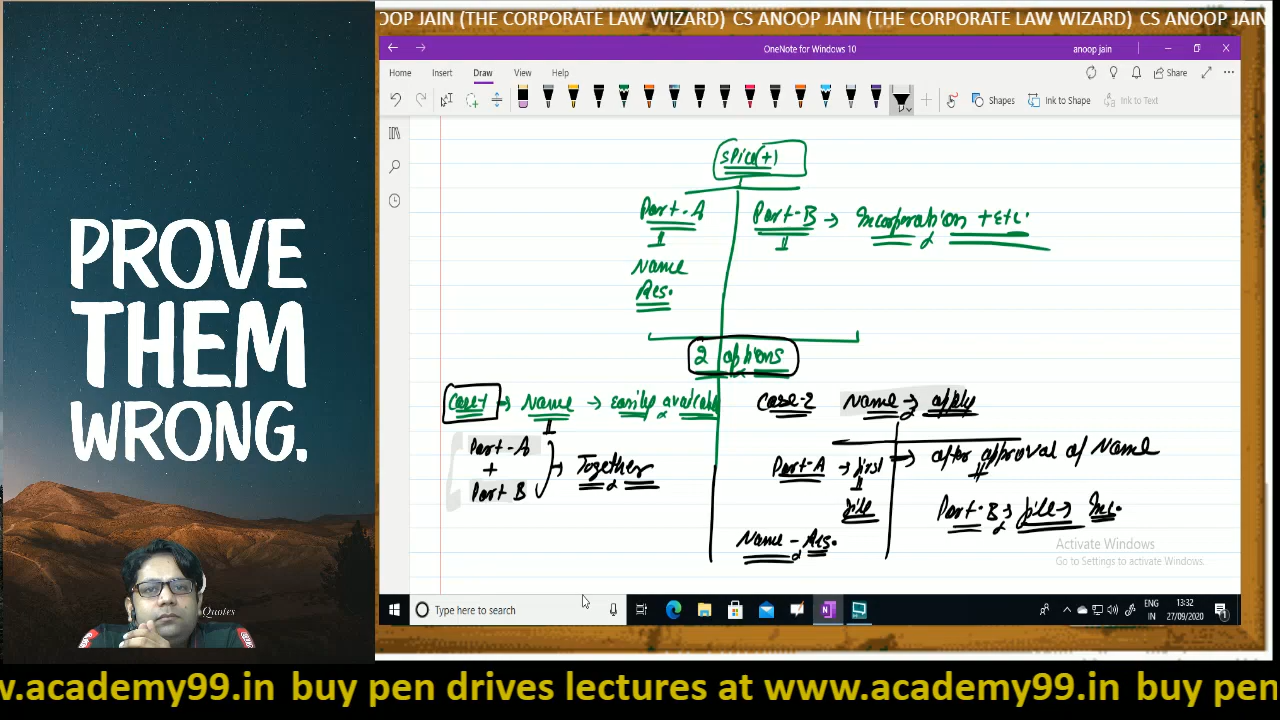 OOP JAIN (THE CORPORATE LAW WIZARD) CS ANOOP JAIN (THE CORPORATE LAW WIZARD) CS ANOOP JAIN
OneNote for Windows 10
anoop jain
Home Insert Draw View Help
Share
Shapes
Ink to Shape
Ink to Text
PROVE
THEM
WRONG.
Quotes
SPice(+)
Part-A
Part-B → Incorporation + Etc.
Name
Res.
2 options
Case-1 → Name → easily available
Part-A
+
Part B
Together
Case-2 Name → apply
Part-A → first
file
Name - Res.
→ after approval of Name
Part-B → file → Inc.
Activate Windows
Go to Settings to activate Windows.
Type here to search
ENG
IN
13:32
27/09/2020
w.academy99.in buy pen drives lectures at www.academy99.in buy pen